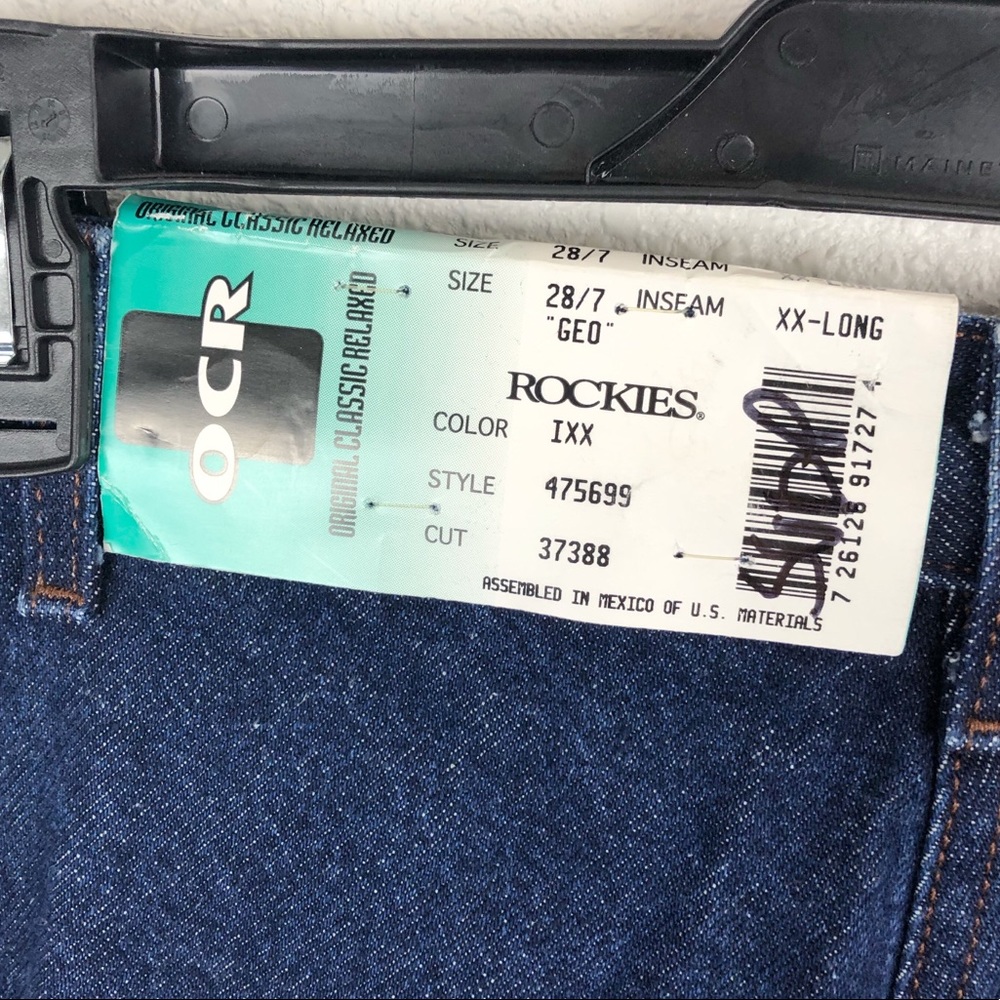 MAINE
ORIGINAL CLASSIC RELAXED
SIZE 28/7 INSEAM
OCR
ORIGINAL CLASSIC RELAXED
SIZE 28/7 INSEAM XX-LONG
"GEO"
ROCKIES®
COLOR IXX
STYLE 475699
CUT 37388
7 26126 91727 4
ASSEMBLED IN MEXICO OF U.S. MATERIALS